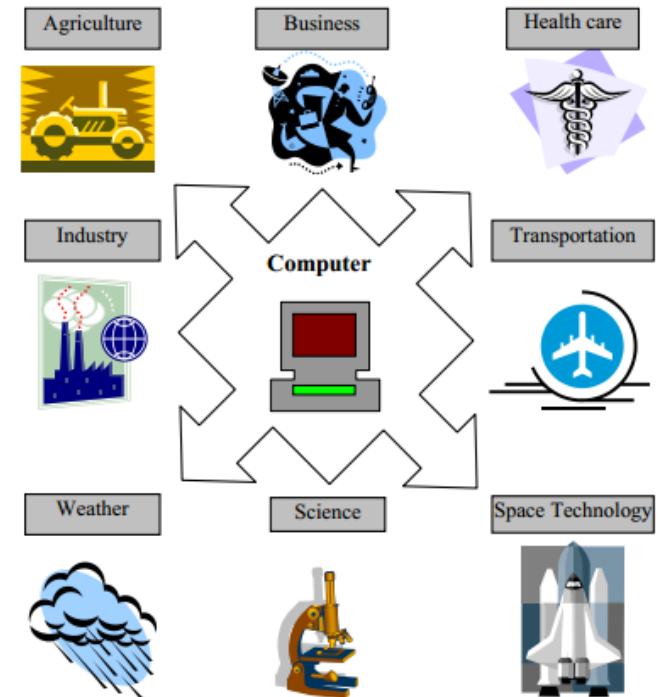 Agriculture
Business
Health care
Industry
Computer
Transportation
Weather
Science
Space Technology